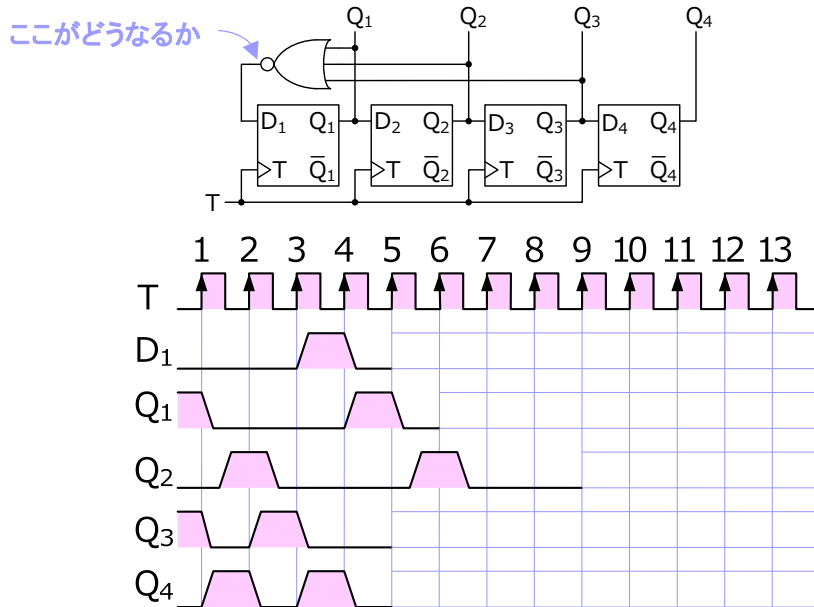 Q₁ Q₂ Q₃ Q₄
ここがどうなるか
D₁ Q₁ D₂ Q₂ D₃ Q₃ D₄ Q₄
T Q̅₁ T Q̅₂ T Q̅₃ T Q̅₄
T
1 2 3 4 5 6 7 8 9 10 11 12 13
T
D₁
Q₁
Q₂
Q₃
Q₄